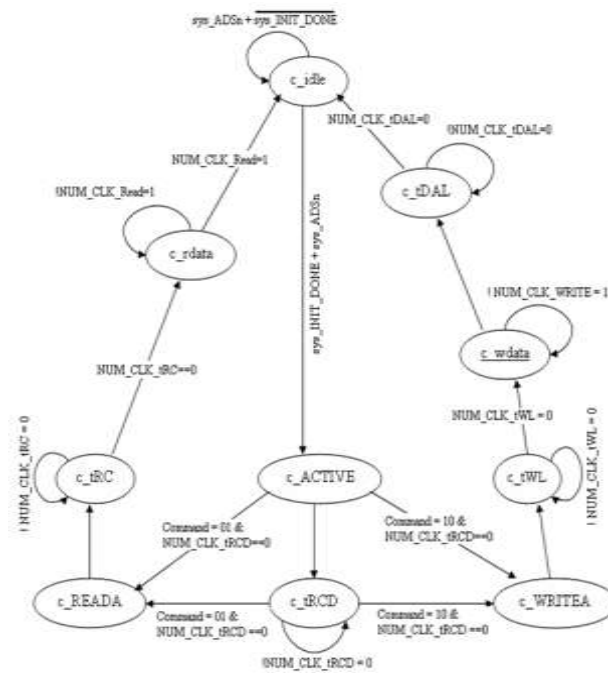 sys_ADSn + sys_INIT_DONE
c_idle
NUM_CLK_tDAL=0
!NUM_CLK_tDAL=0
NUM_CLK_Read=1
c_tDAL
!NUM_CLK_Read=1
c_rdata
sys_INIT_DONE + sys_ADSn
! NUM_CLK_WRITE = 1
c_wdata
NUM_CLK_tRC==0
NUM_CLK_tWL = 0
! NUM_CLK_tRC = 0
c_tRC
c_ACTIVE
c_tWL
! NUM_CLK_tWL = 0
Command = 01 &
NUM_CLK_tRCD==0
Command = 10 &
NUM_CLK_tRCD==0
c_READA
c_tRCD
c_WRITEA
Command = 01 &
NUM_CLK_tRCD ==0
Command = 10 &
NUM_CLK_tRCD ==0
!NUM_CLK_tRCD = 0